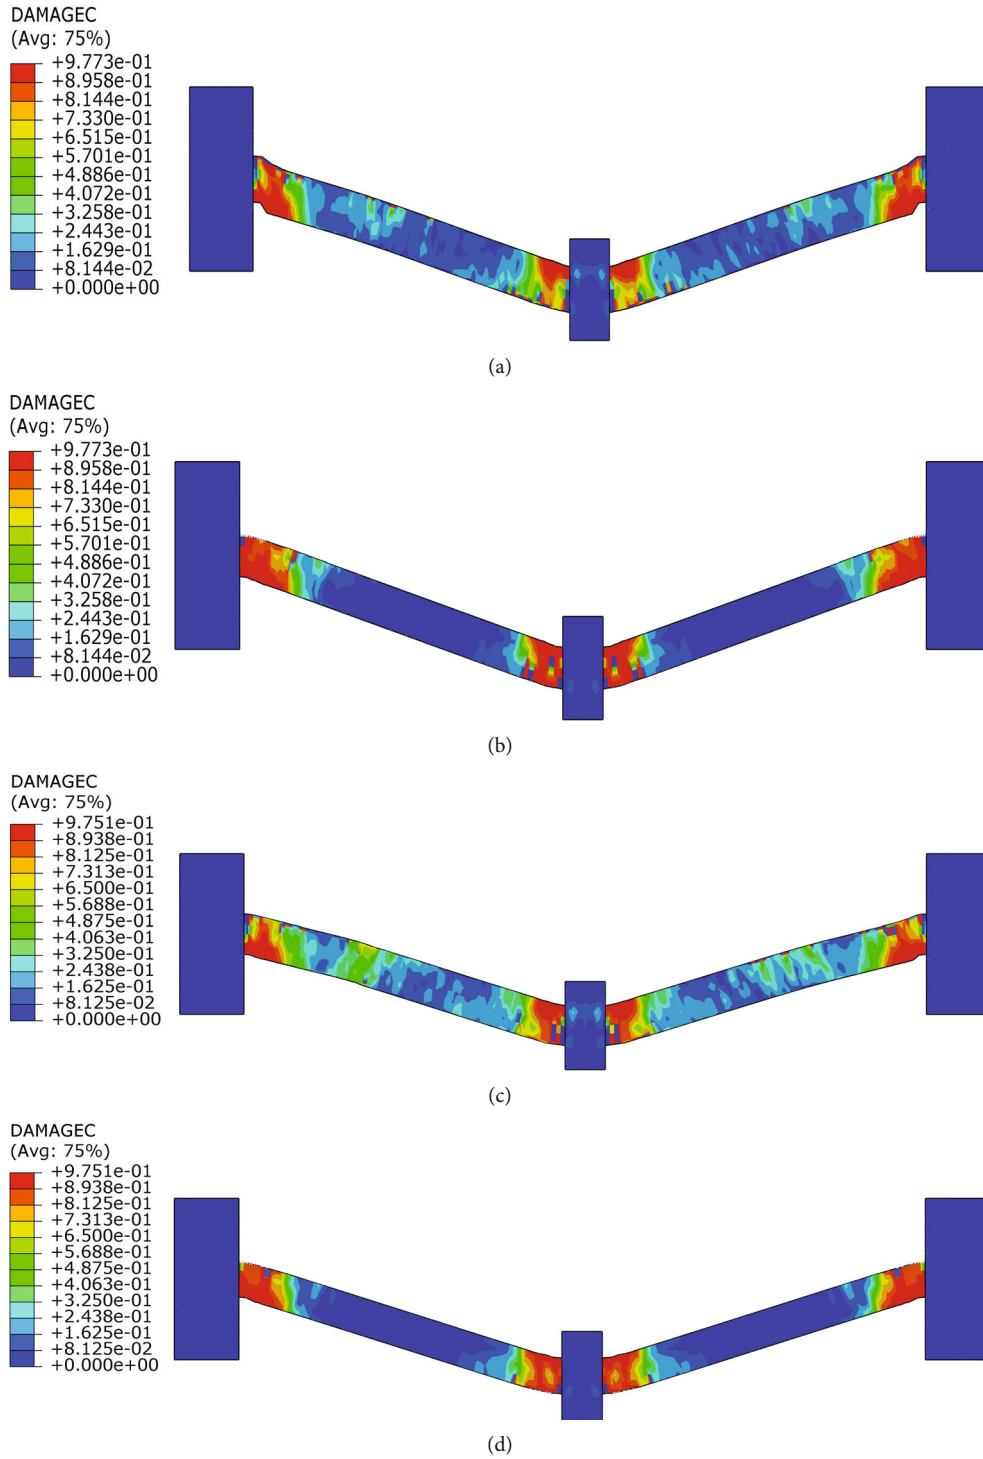 DAMAGEC
(Avg: 75%)
+9.773e-01
+8.958e-01
+8.144e-01
+7.330e-01
+6.515e-01
+5.701e-01
+4.886e-01
+4.072e-01
+3.258e-01
+2.443e-01
+1.629e-01
+8.144e-02
+0.000e+00
(a)
DAMAGEC
(Avg: 75%)
+9.773e-01
+8.958e-01
+8.144e-01
+7.330e-01
+6.515e-01
+5.701e-01
+4.886e-01
+4.072e-01
+3.258e-01
+2.443e-01
+1.629e-01
+8.144e-02
+0.000e+00
(b)
DAMAGEC
(Avg: 75%)
+9.751e-01
+8.938e-01
+8.125e-01
+7.313e-01
+6.500e-01
+5.688e-01
+4.875e-01
+4.063e-01
+3.250e-01
+2.438e-01
+1.625e-01
+8.125e-02
+0.000e+00
(c)
DAMAGEC
(Avg: 75%)
+9.751e-01
+8.938e-01
+8.125e-01
+7.313e-01
+6.500e-01
+5.688e-01
+4.875e-01
+4.063e-01
+3.250e-01
+2.438e-01
+1.625e-01
+8.125e-02
+0.000e+00
(d)